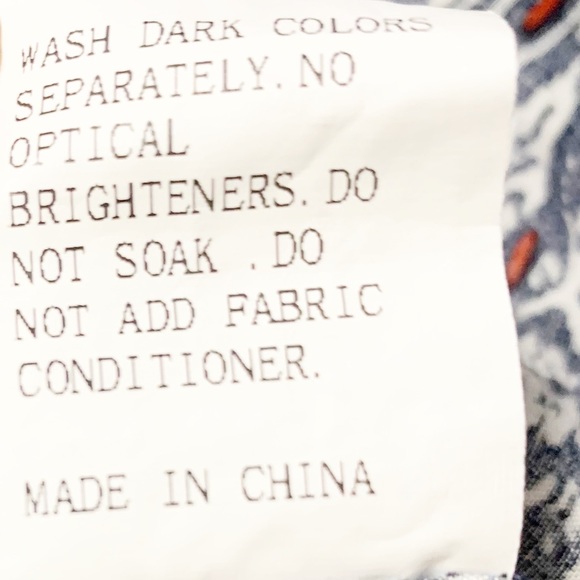 WASH DARK COLORS
SEPARATELY. NO
OPTICAL
BRIGHTENERS. DO
NOT SOAK . DO
NOT ADD FABRIC
CONDITIONER.
MADE IN CHINA